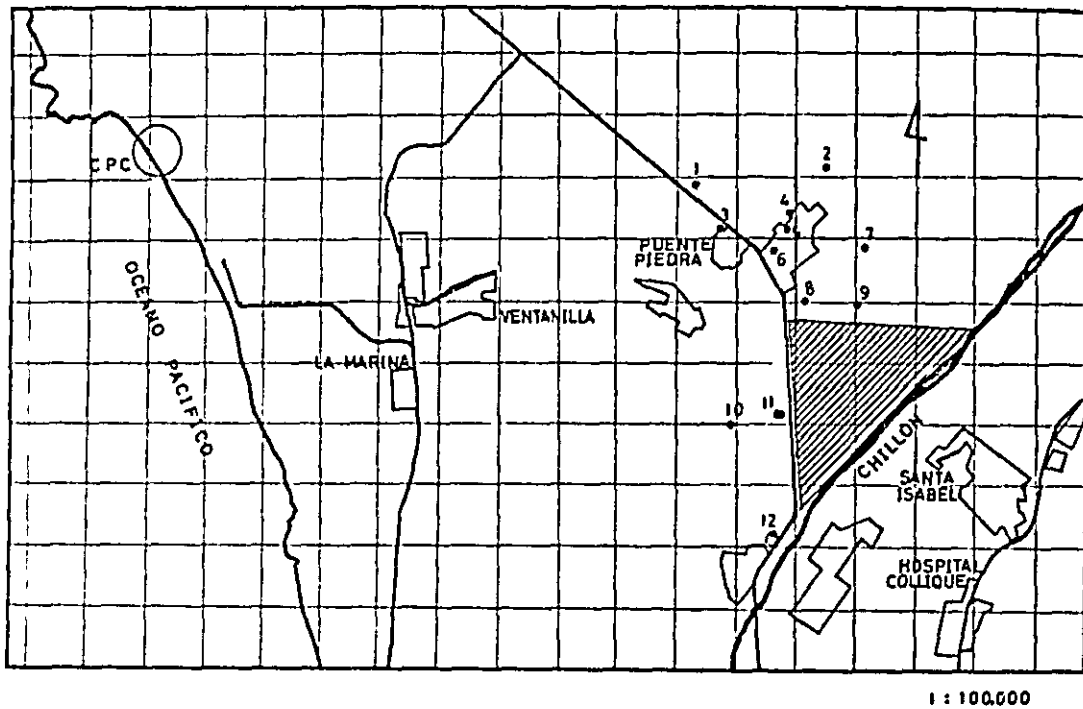 1
2
CPC
3
4
5
PUENTE
PIEDRA
6
7
OCEANO PACIFICO
8
9
VENTANILLA
LA MARINA
10
11
CHILLON
SANTA
ISABEL
12
HOSPITAL
COLLIQUE
1:100,000